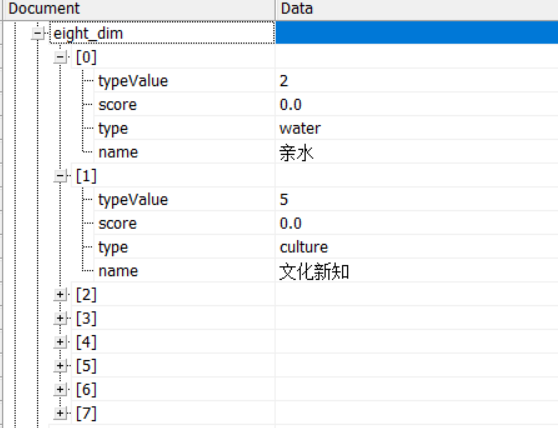 Document Data
eight_dim
[0]
typeValue 2
score 0.0
type water
name 亲水
[1]
typeValue 5
score 0.0
type culture
name 文化新知
[2]
[3]
[4]
[5]
[6]
[7]